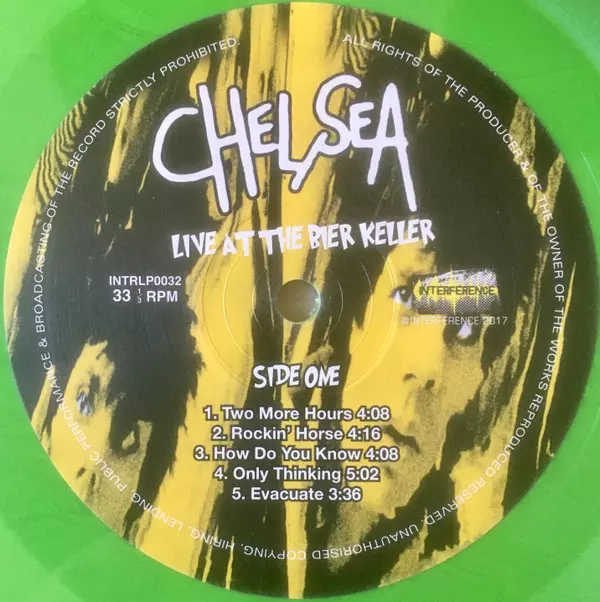 CHELSEA
LIVE AT THE BIER KELLER
INTRLP0032
33 1/3 RPM
INTERFERENCE
© INTERFERENCE 2017
SIDE ONE
1. Two More Hours 4:08
2. Rockin' Horse 4:16
3. How Do You Know 4:08
4. Only Thinking 5:02
5. Evacuate 3:36
ALL RIGHTS OF THE PRODUCER & OF THE OWNER OF THE WORKS REPRODUCED RESERVED. UNAUTHORISED COPYING, HIRING, LENDING, PUBLIC PERFORMANCE & BROADCASTING OF THE RECORD STRICTLY PROHIBITED.